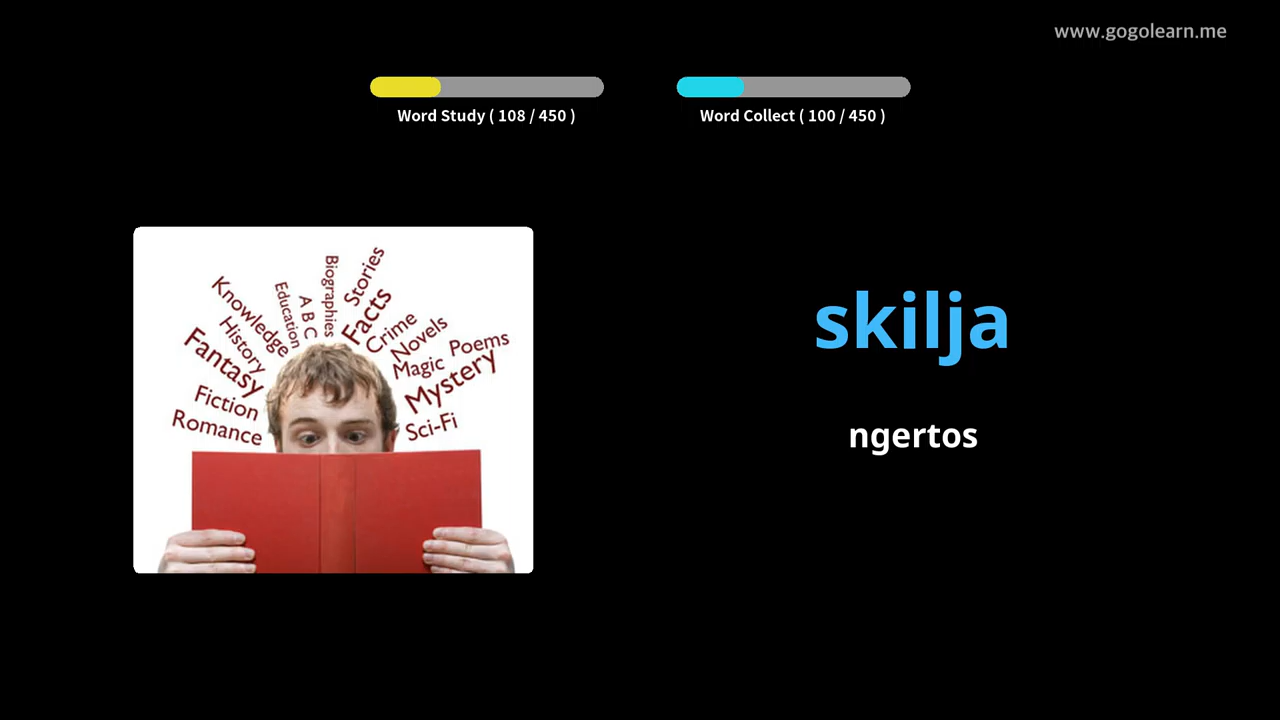 www.gogolearn.me
Word Study ( 108 / 450 )
Word Collect ( 100 / 450 )
Knowledge
History
Fantasy
Fiction
Romance
Education
A B C
Biographies
Stories
Facts
Crime
Novels
Magic
Poems
Mystery
Sci-Fi
skilja
ngertos